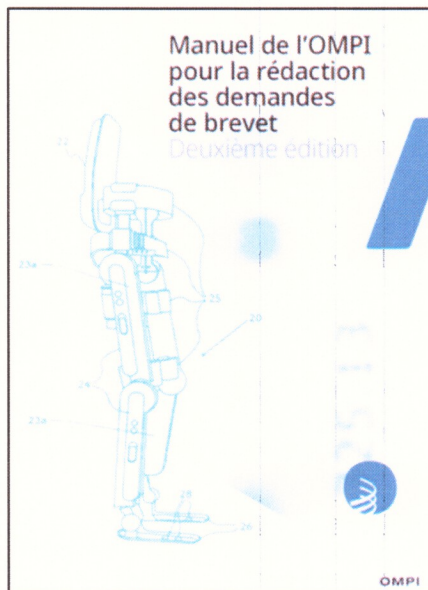 Manuel de l'OMPI
pour la rédaction
des demandes
de brevet
Deuxième édition
22
23a
25
20
24
23a
26
OMPI